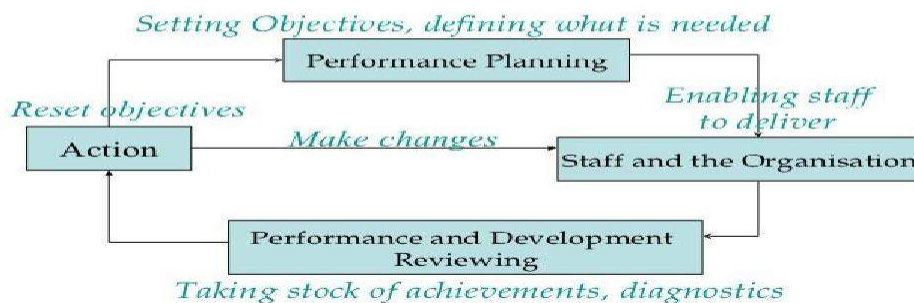 Setting Objectives, defining what is needed
Performance Planning
Reset objectives
Enabling staff
to deliver
Action
Make changes
Staff and the Organisation
Performance and Development
Reviewing
Taking stock of achievements, diagnostics